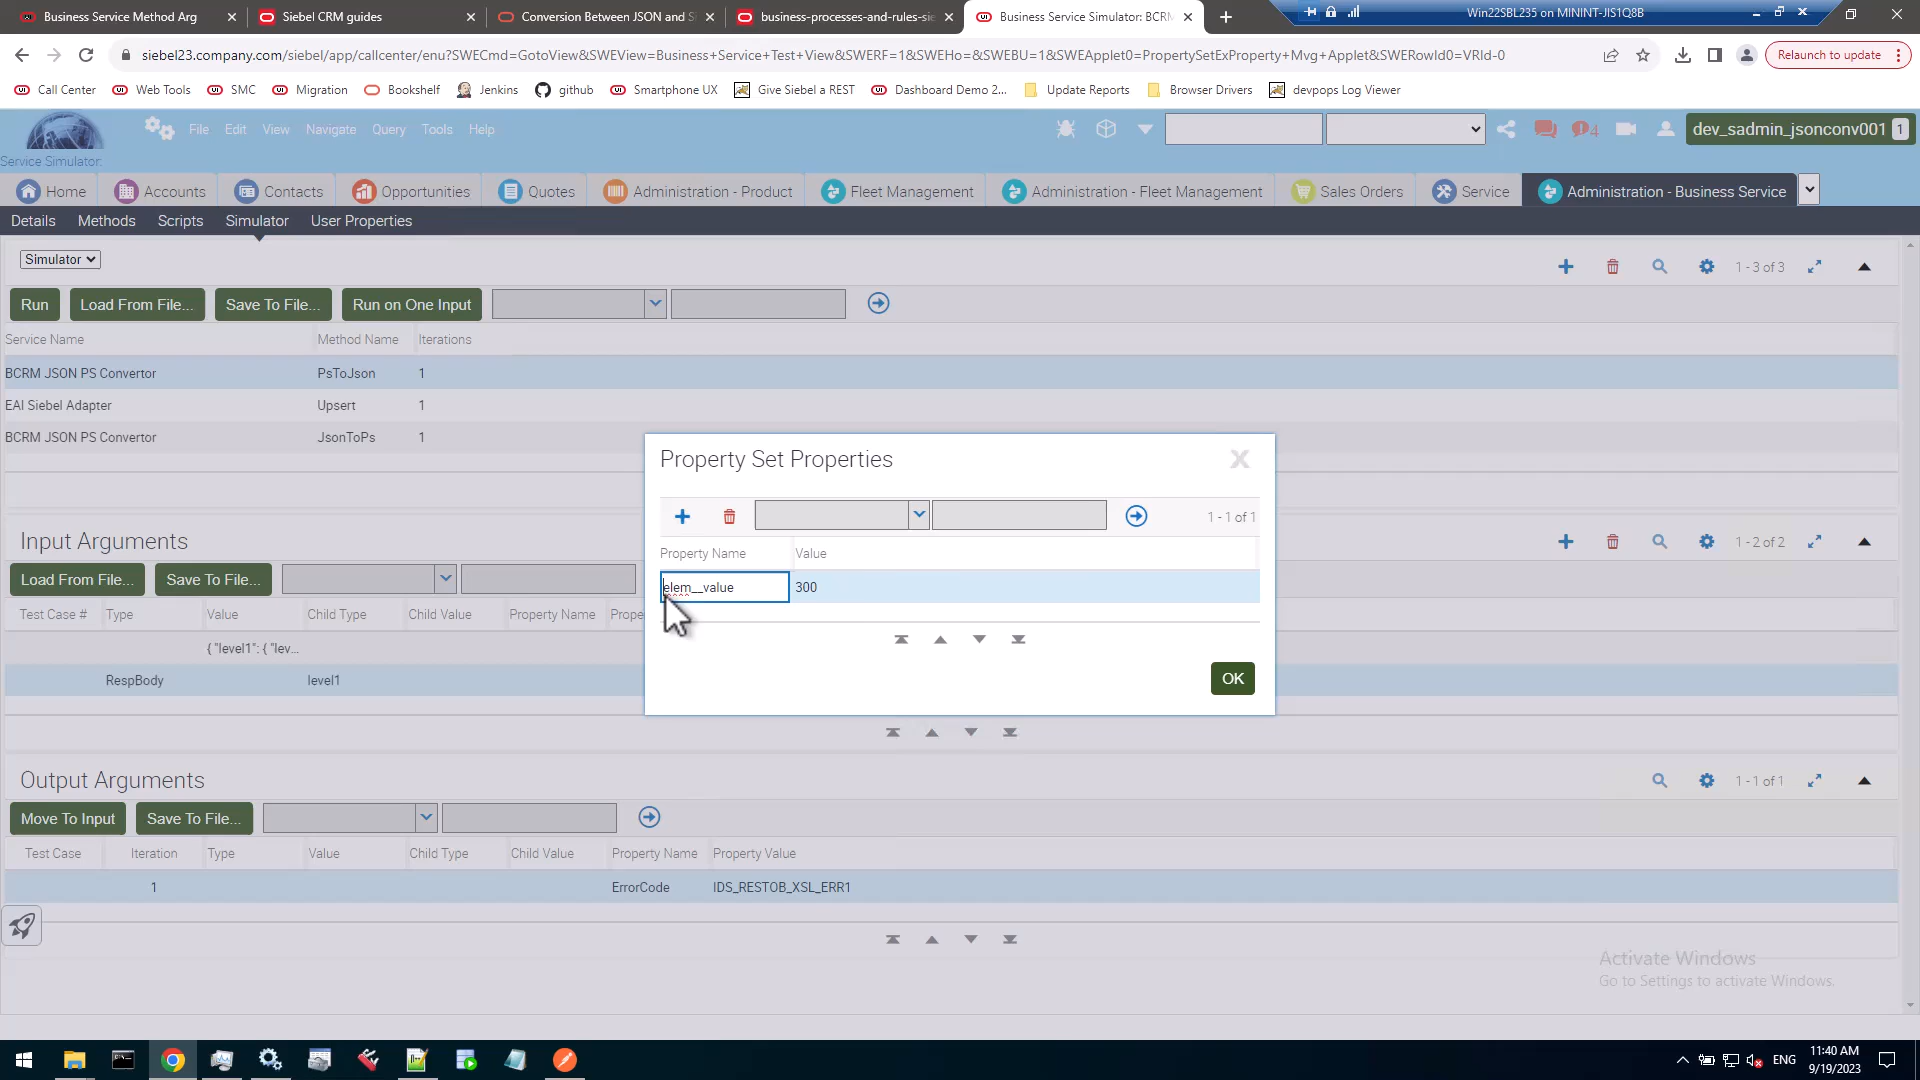 Business Service Method Arg
Siebel CRM guides
Conversion Between JSON and S
business-processes-and-rules-sie
Business Service Simulator: BCRM
Win22SBL235 on MININT-JIS1Q8B
siebel23.company.com/siebel/app/callcenter/enu?SWECmd=GotoView&SWEView=Business+Service+Test+View&SWERF=1&SWEHo=&SWEBU=1&SWEApplet0=PropertySetExProperty+Mvg+Applet&SWERowId0=VRId-0
Relaunch to update
Call Center
Web Tools
SMC
Migration
Bookshelf
Jenkins
github
Smartphone UX
Give Siebel a REST
Dashboard Demo 2...
Update Reports
Browser Drivers
devpops Log Viewer
File Edit View Navigate Query Tools Help
4
dev_sadmin_jsonconv001 1
Service Simulator:
Home
Accounts
Contacts
Opportunities
Quotes
Administration - Product
Fleet Management
Administration - Fleet Management
Sales Orders
Service
Administration - Business Service
Details Methods Scripts Simulator User Properties
Simulator
1 - 3 of 3
Run
Load From File...
Save To File...
Run on One Input
Service Name Method Name Iterations
BCRM JSON PS Convertor PsToJson 1
EAI Siebel Adapter Upsert 1
BCRM JSON PS Convertor JsonToPs 1
Property Set Properties
X
1 - 1 of 1
Property Name Value
elem__value 300
OK
Input Arguments
1 - 2 of 2
Load From File...
Save To File...
Test Case # Type Value Child Type Child Value Property Name Prope
{ "level1": { "lev...
RespBody level1
Output Arguments
1 - 1 of 1
Move To Input
Save To File...
Test Case Iteration Type Value Child Type Child Value Property Name Property Value
1 ErrorCode IDS_RESTOB_XSL_ERR1
Activate Windows
Go to Settings to activate Windows.
ENG
11:40 AM
9/19/2023